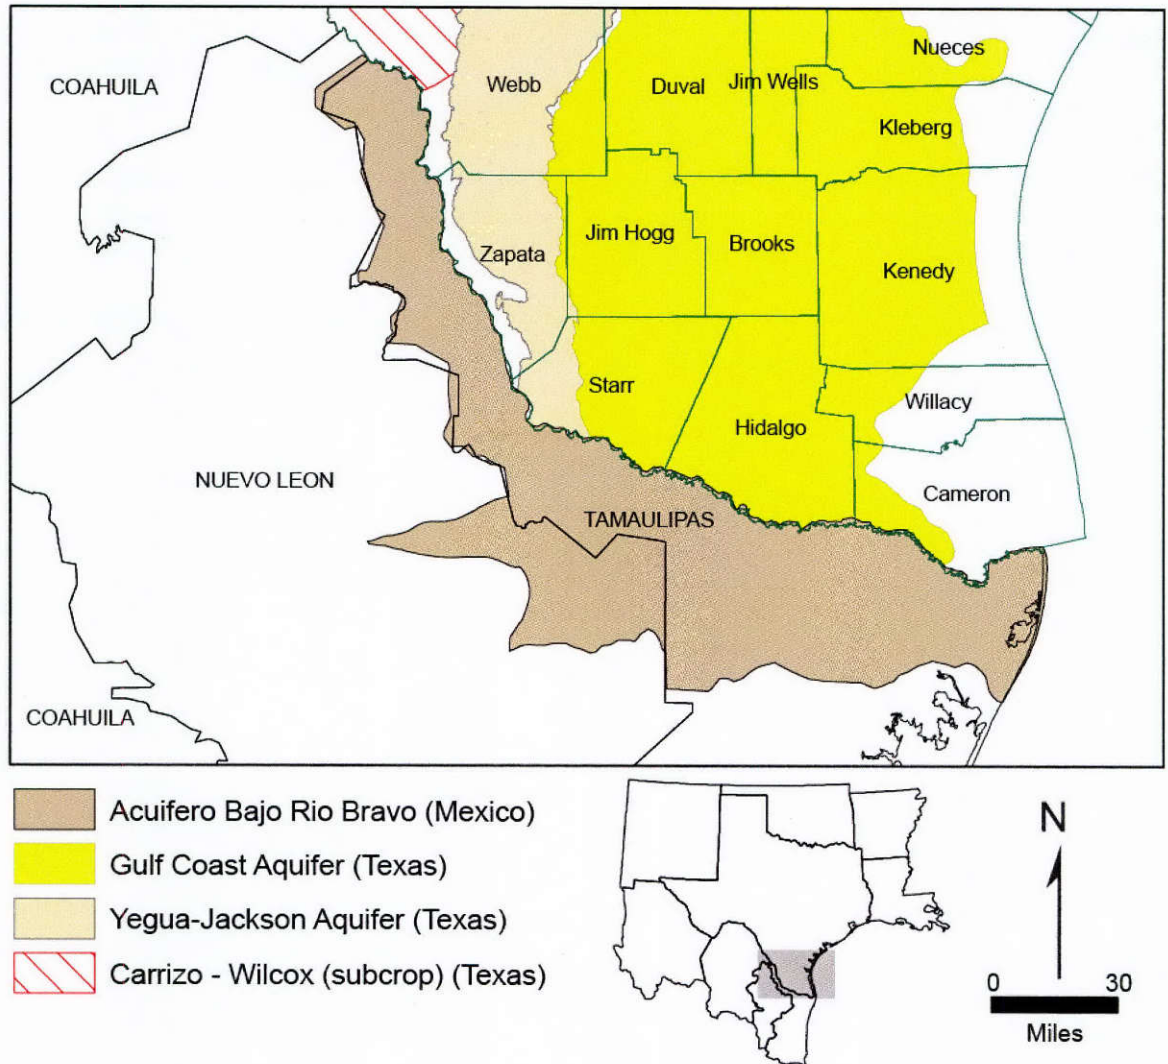 COAHUILA
Webb
Duval
Jim Wells
Nueces
Kleberg
Zapata
Jim Hogg
Brooks
Kenedy
Starr
Willacy
Hidalgo
NUEVO LEON
Cameron
TAMAULIPAS
COAHUILA
Acuifero Bajo Rio Bravo (Mexico)
Gulf Coast Aquifer (Texas)
Yegua-Jackson Aquifer (Texas)
Carrizo - Wilcox (subcrop) (Texas)
N
0 30
Miles